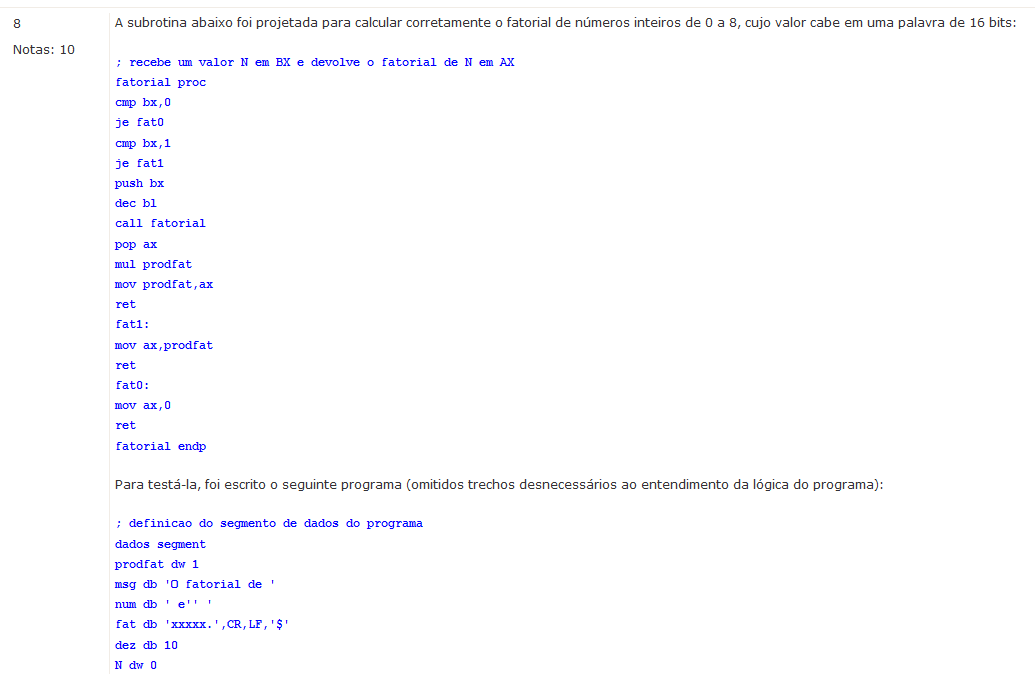 8
Notas: 10
A subrotina abaixo foi projetada para calcular corretamente o fatorial de números inteiros de 0 a 8, cujo valor cabe em uma palavra de 16 bits:
; recebe um valor N em BX e devolve o fatorial de N em AX
fatorial proc
cmp bx,0
je fat0
cmp bx,1
je fat1
push bx
dec bl
call fatorial
pop ax
mul prodfat
mov prodfat,ax
ret
fat1:
mov ax,prodfat
ret
fat0:
mov ax,0
ret
fatorial endp
Para testá-la, foi escrito o seguinte programa (omitidos trechos desnecessários ao entendimento da lógica do programa):
; definicao do segmento de dados do programa
dados segment
prodfat dw 1
msg db 'O fatorial de '
num db ' e'' '
fat db 'xxxxx.',CR,LF,'$'
dez db 10
N dw 0